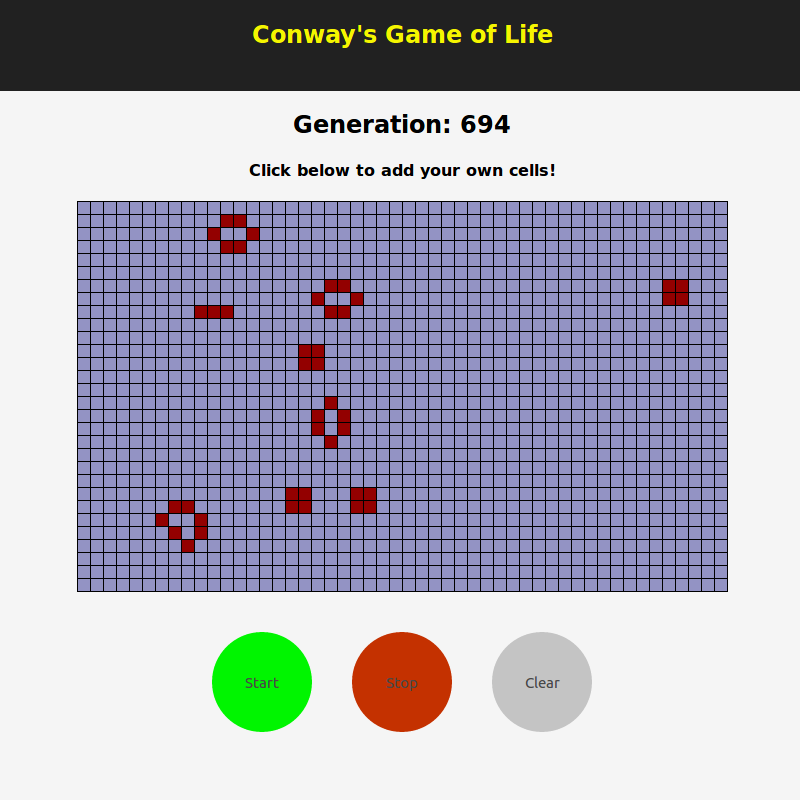 Conway's Game of Life
Generation: 694
Click below to add your own cells!
Start Stop Clear